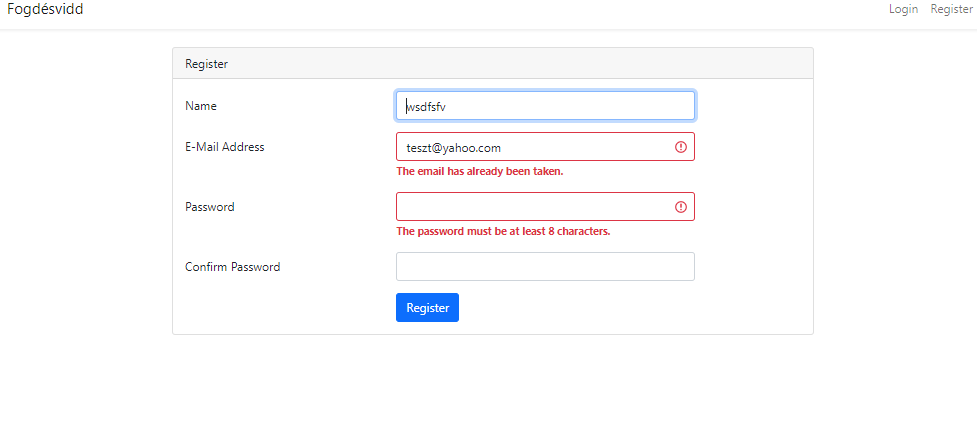 Fogdésvidd
Login Register
Register
Name wsdfsfv
E-Mail Address teszt@yahoo.com
The email has already been taken.
Password
The password must be at least 8 characters.
Confirm Password
Register